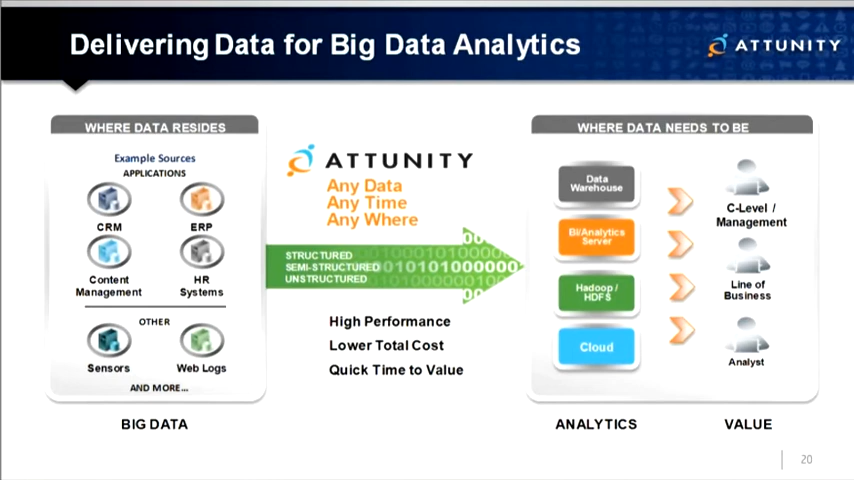 Delivering Data for Big Data Analytics
ATTUNITY
WHERE DATA RESIDES
Example Sources
APPLICATIONS
CRM
ERP
Content
Management
HR
Systems
OTHER
Sensors
Web Logs
AND MORE...
BIG DATA
ATTUNITY
Any Data
Any Time
Any Where
STRUCTURED
SEMI-STRUCTURED
UNSTRUCTURED
High Performance
Lower Total Cost
Quick Time to Value
WHERE DATA NEEDS TO BE
Data
Warehouse
BI/Analytics
Server
Hadoop /
HDFS
Cloud
C-Level /
Management
Line of
Business
Analyst
ANALYTICS
VALUE
20